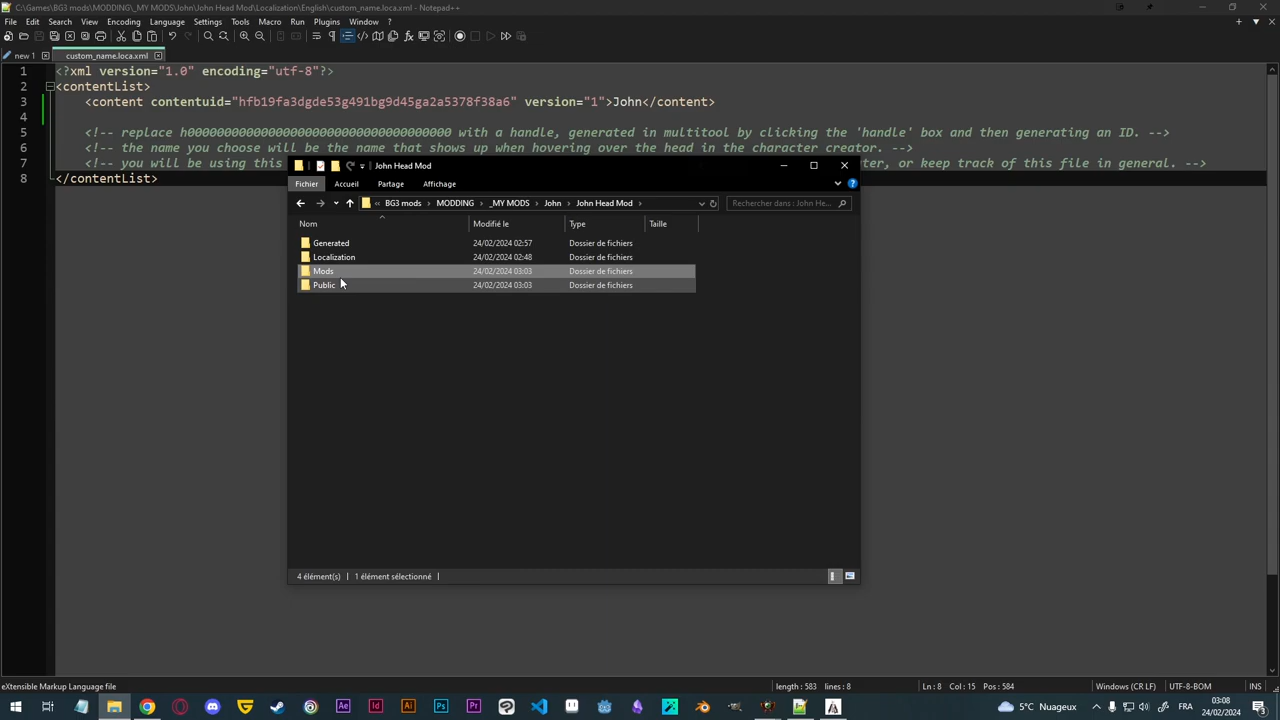 C:\Games\BG3 mods\MODDING\_MY MODS\John\John Head Mod\Localization\English\custom_name.loca.xml - Notepad++
File Edit Search View Encoding Language Settings Tools Macro Run Plugins Window ?
new 1 custom_name.loca.xml
1 <?xml version="1.0" encoding="utf-8"?>
2 <contentList>
3 <content contentuid="hfb19fa3dgde53g491bg9d45ga2a5378f38a6" version="1">John</content>
4
5 <!-- replace h00000000000000000000000000000000000 with a handle, generated in multitool by clicking the 'handle' box and then generating an ID. -->
6 <!-- the name you choose will be the name that shows up when hovering over the head in the character creator. -->
7 <!-- you will be using this ter, or keep track of this file in general. -->
8 </contentList>
John Head Mod
Fichier Accueil Partage Affichage
« BG3 mods > MODDING > _MY MODS > John > John Head Mod > Rechercher dans : John He...
Nom Modifié le Type Taille
Generated 24/02/2024 02:57 Dossier de fichiers
Localization 24/02/2024 02:48 Dossier de fichiers
Mods 24/02/2024 03:03 Dossier de fichiers
Public 24/02/2024 03:03 Dossier de fichiers
4 élément(s) 1 élément sélectionné
eXtensible Markup Language file length : 583 lines : 8 Ln : 8 Col : 15 Pos : 584 Windows (CR LF) UTF-8-BOM INS
5°C Nuageux FRA 03:08
24/02/2024